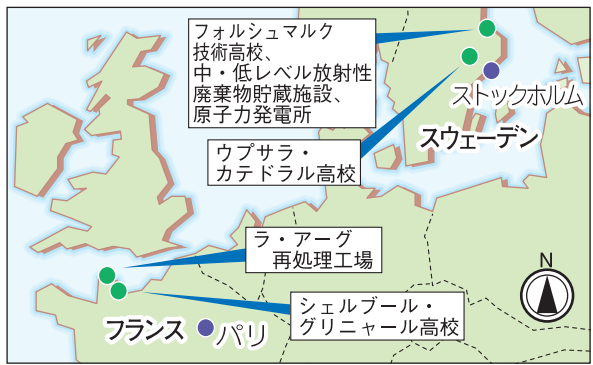 フォルシュマルク
技術高校、
中・低レベル放射性
廃棄物貯蔵施設、
原子力発電所
ストックホルム
スウェーデン
ウプサラ・
カテドラル高校
ラ・アーグ
再処理工場
N
シェルブール・
グリニャール高校
フランス
パリ